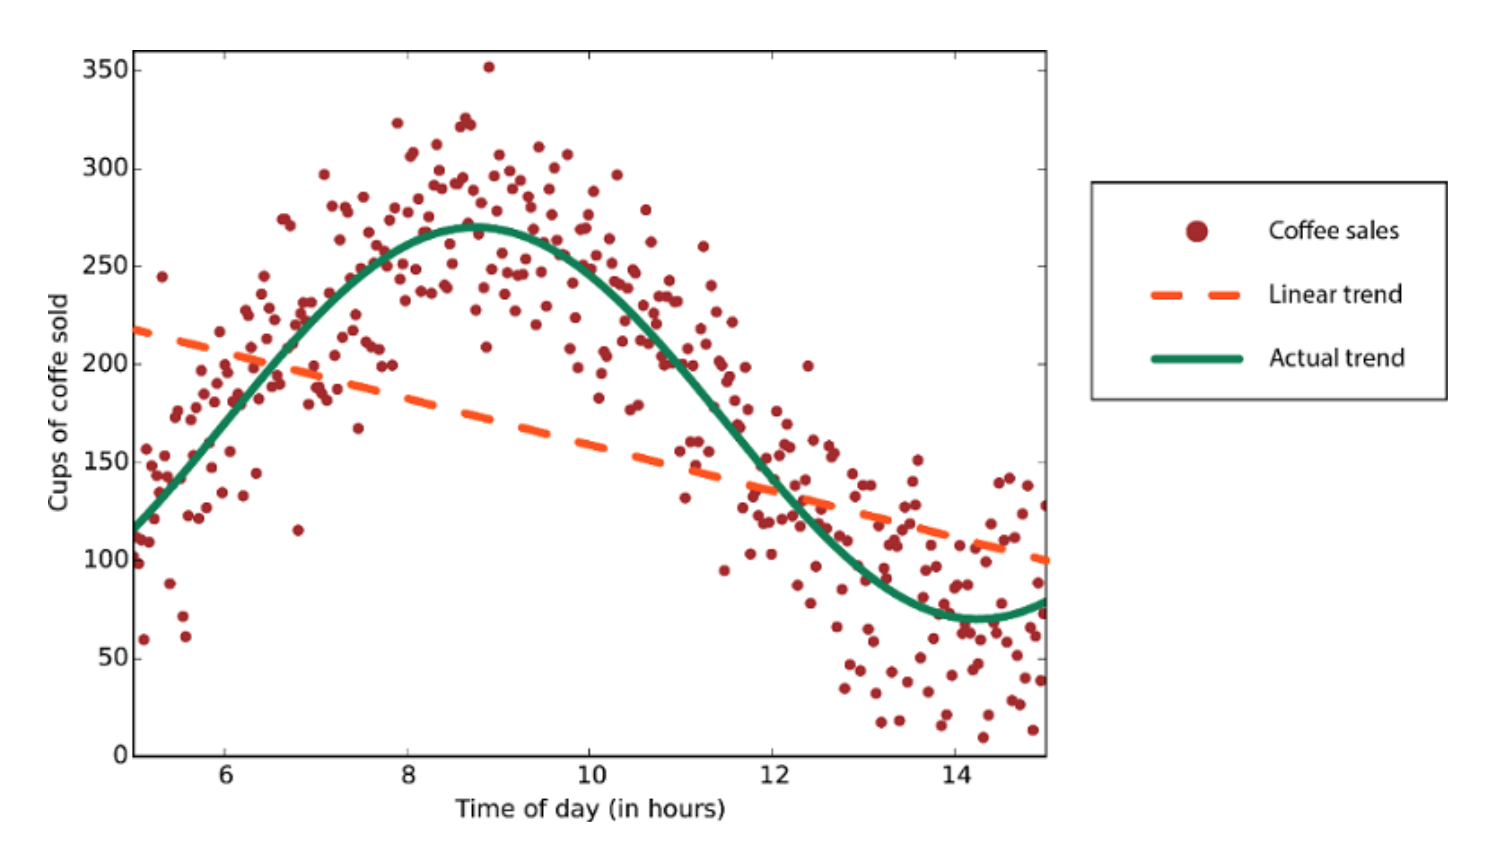 350
300
250
200
150
100
50
0
Cups of coffe sold
6 8 10 12 14
Time of day (in hours)
Coffee sales
Linear trend
Actual trend